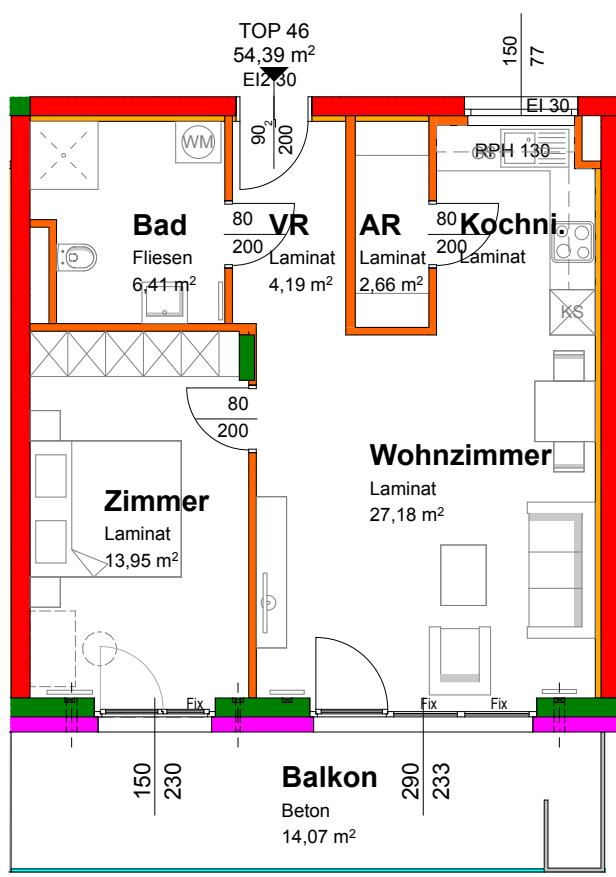 TOP 46
54,39 m²
EI2 30
150
77
EI 30
90₂
200
WM
RPH 130
GS
Bad
Fliesen
6,41 m²
80
200
VR
Laminat
4,19 m²
AR
Laminat
2,66 m²
80
200
Kochni.
Laminat
KS
80
200
Wohnzimmer
Laminat
27,18 m²
Zimmer
Laminat
13,95 m²
Fix
Fix
Fix
150
230
290
233
Balkon
Beton
14,07 m²